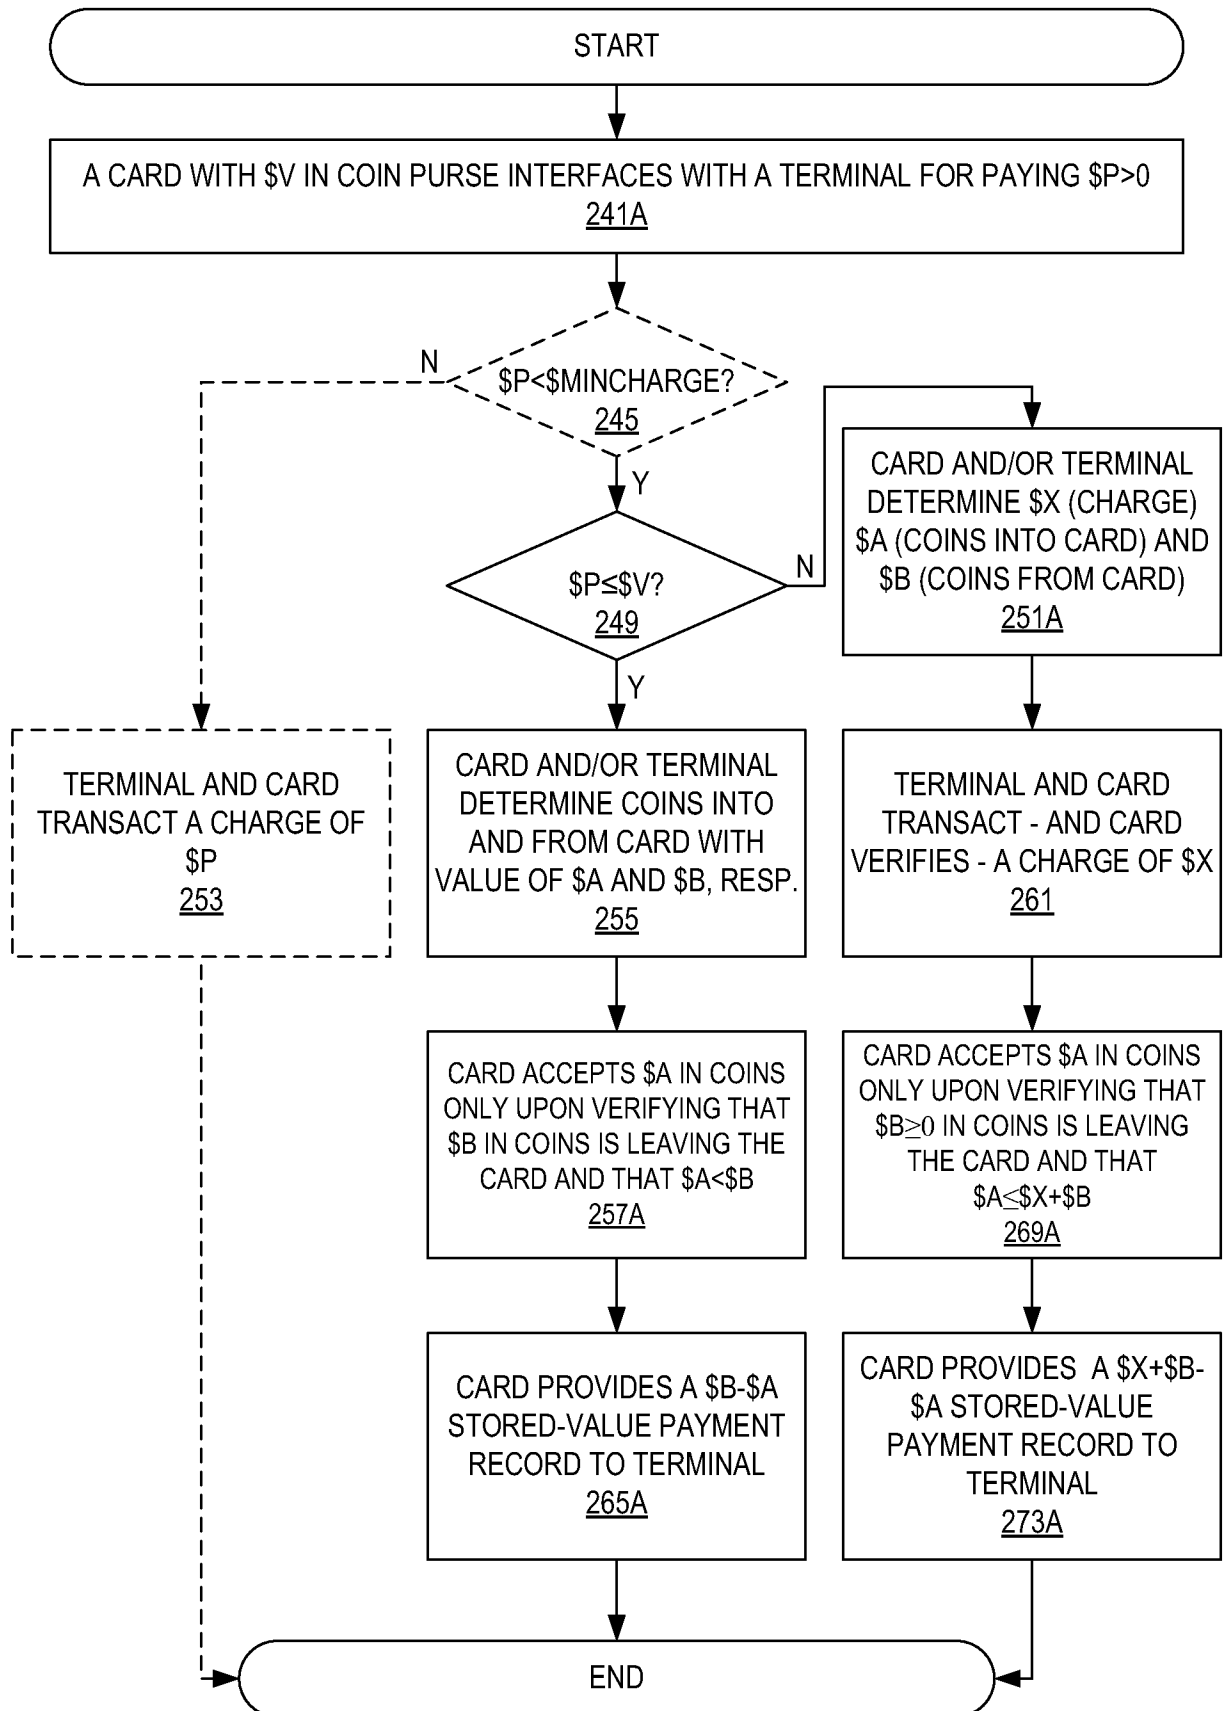 START
A CARD WITH $V IN COIN PURSE INTERFACES WITH A TERMINAL FOR PAYING $P>0
241A
N
$P<$MINCHARGE?
245
Y
$P≤$V?
249
N
Y
CARD AND/OR TERMINAL
DETERMINE $X (CHARGE)
$A (COINS INTO CARD) AND
$B (COINS FROM CARD)
251A
TERMINAL AND CARD
TRANSACT A CHARGE OF
$P
253
CARD AND/OR TERMINAL
DETERMINE COINS INTO
AND FROM CARD WITH
VALUE OF $A AND $B, RESP.
255
TERMINAL AND CARD
TRANSACT - AND CARD
VERIFIES - A CHARGE OF $X
261
CARD ACCEPTS $A IN COINS
ONLY UPON VERIFYING THAT
$B IN COINS IS LEAVING THE
CARD AND THAT $A<$B
257A
CARD ACCEPTS $A IN COINS
ONLY UPON VERIFYING THAT
$B≥0 IN COINS IS LEAVING
THE CARD AND THAT
$A≤$X+$B
269A
CARD PROVIDES A $B-$A
STORED-VALUE PAYMENT
RECORD TO TERMINAL
265A
CARD PROVIDES A $X+$B-
$A STORED-VALUE
PAYMENT RECORD TO
TERMINAL
273A
END